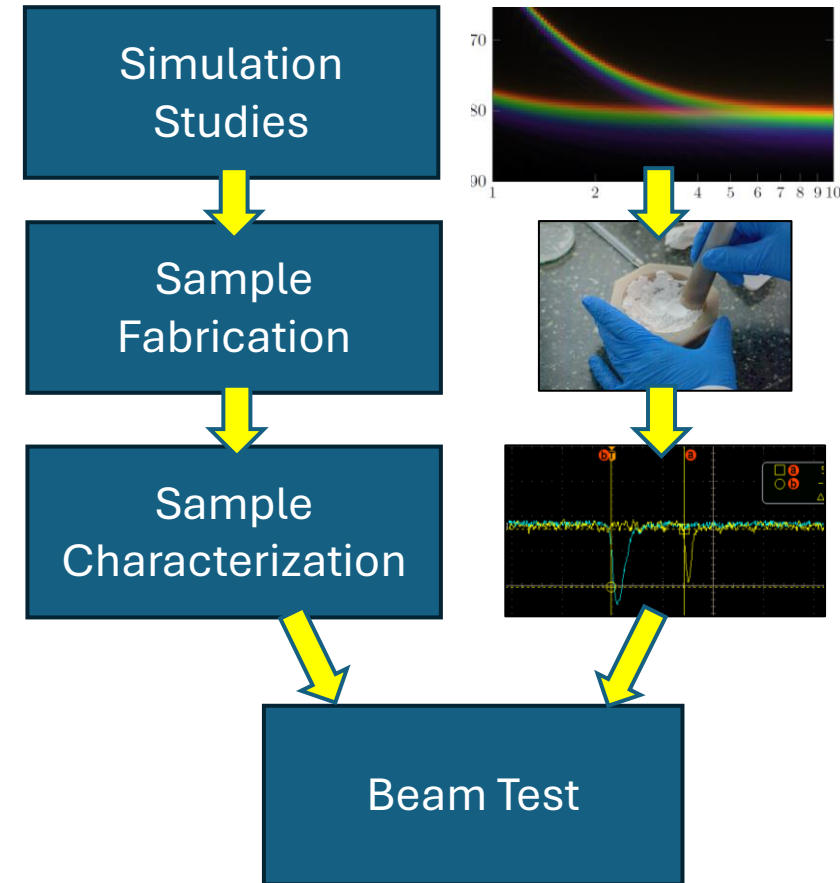 Simulation
Studies
70
80
90
1 2 4 5 6 7 8 9 10
Sample
Fabrication
Sample
Characterization
b T a
a
b
Beam Test